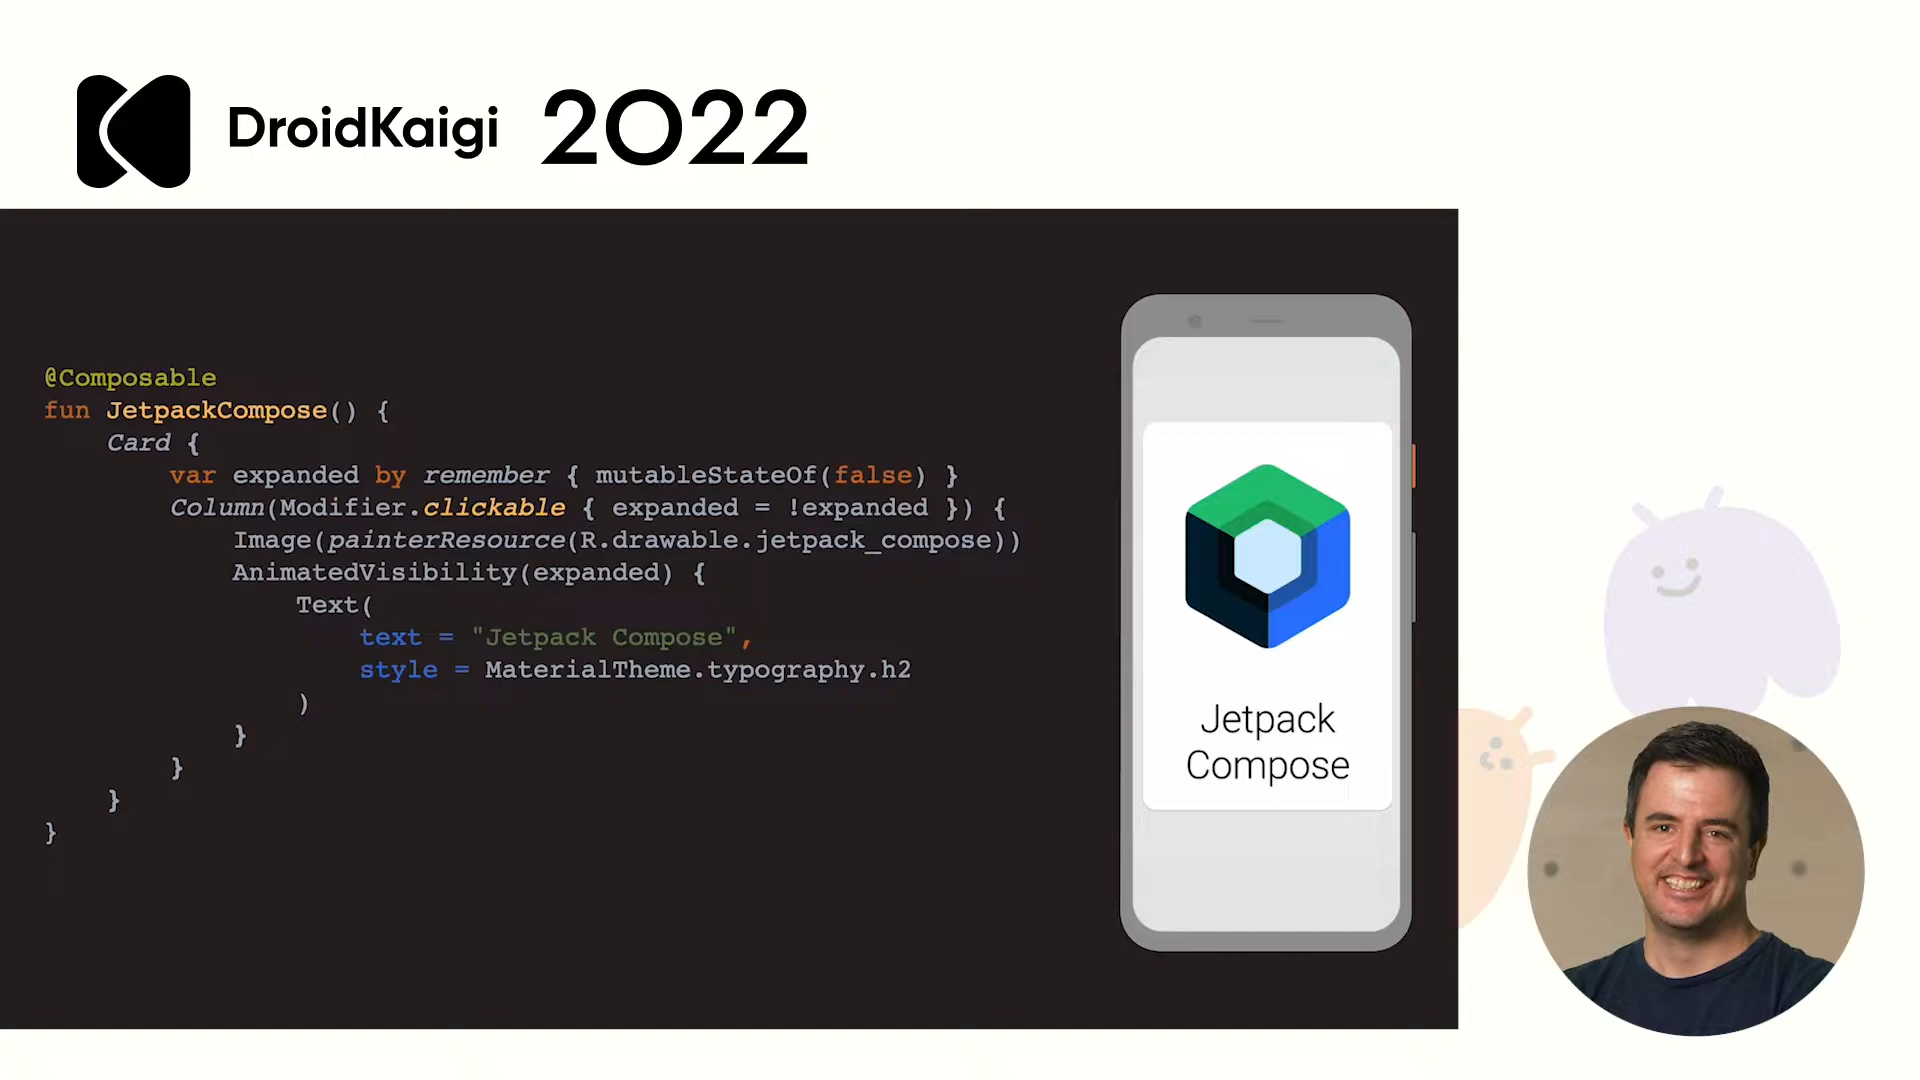 DroidKaigi 2022
@Composable
fun JetpackCompose() {
    Card {
        var expanded by remember { mutableStateOf(false) }
        Column(Modifier.clickable { expanded = !expanded }) {
            Image(painterResource(R.drawable.jetpack_compose))
            AnimatedVisibility(expanded) {
                Text(
                    text = "Jetpack Compose",
                    style = MaterialTheme.typography.h2
                )
            }
        }
    }
}
Jetpack
Compose